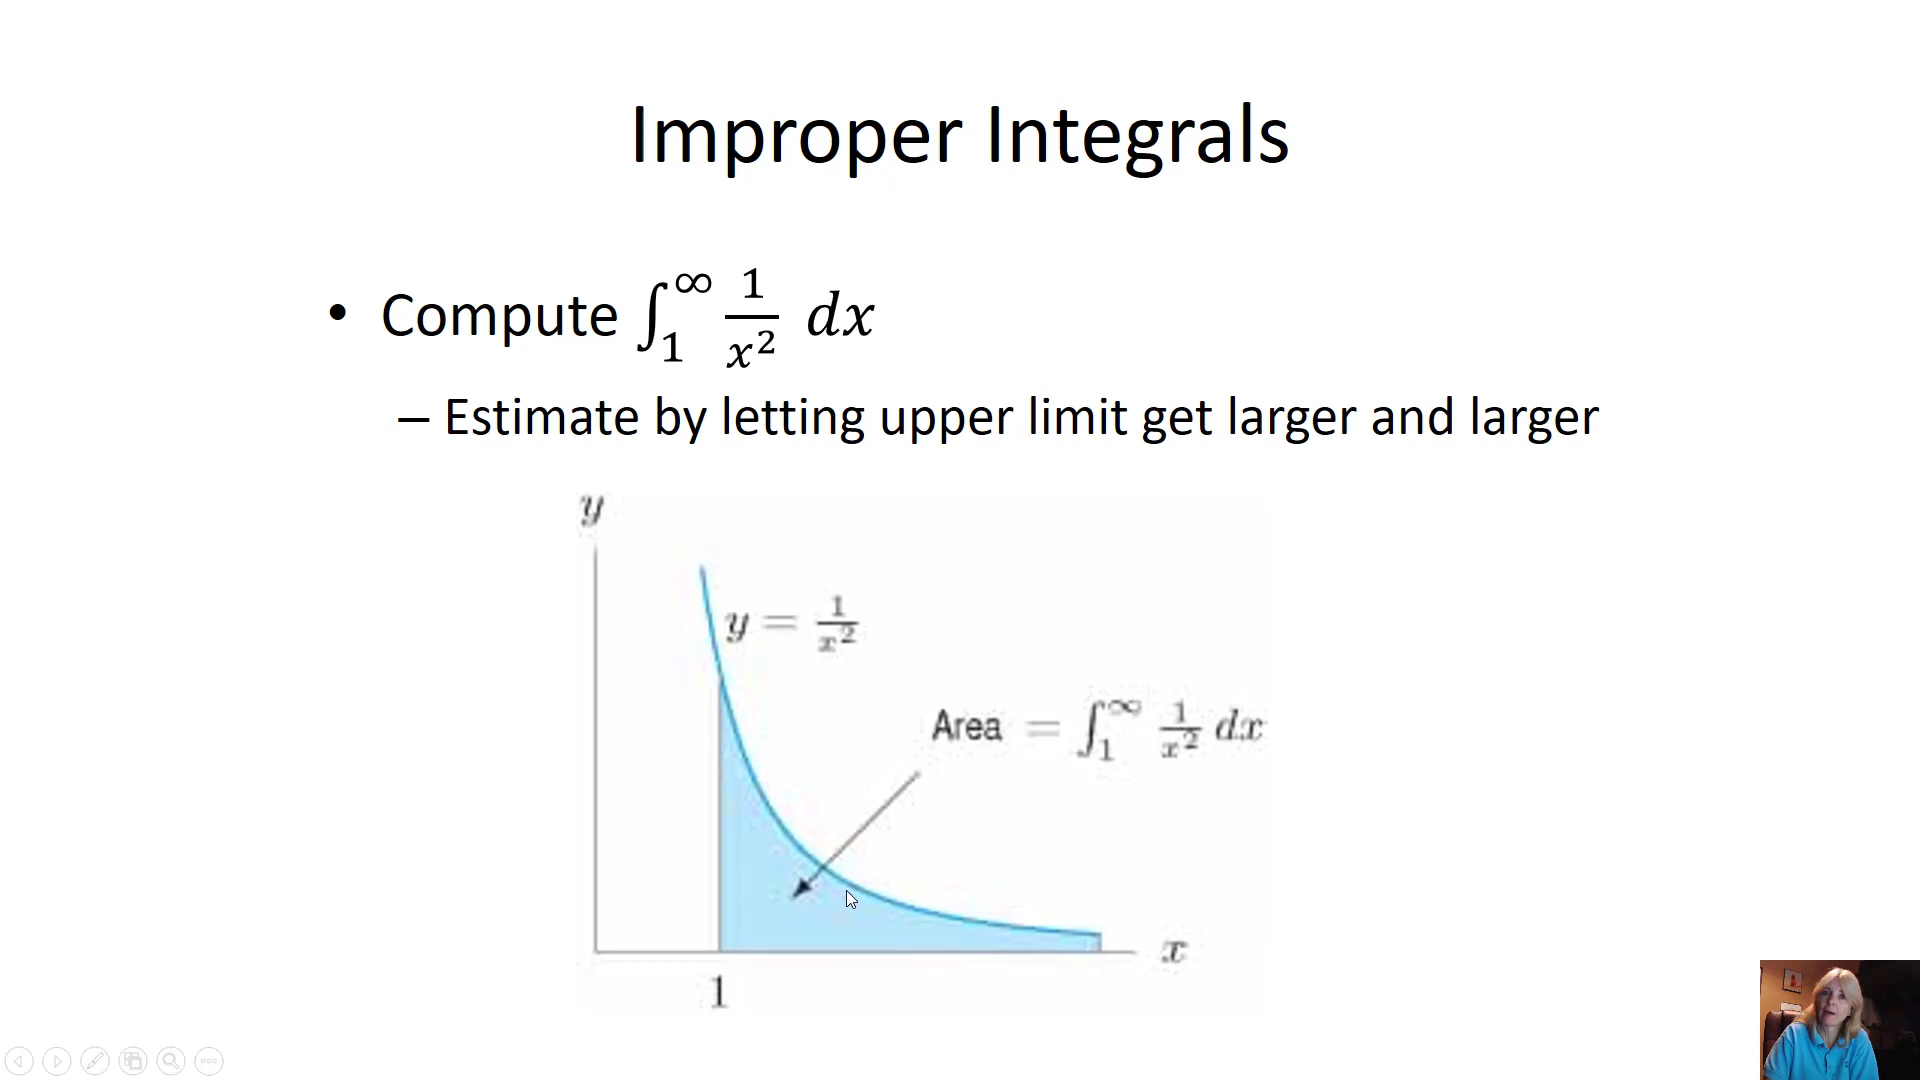 Improper Integrals
• Compute ∫₁^∞ 1/x² dx
– Estimate by letting upper limit get larger and larger
y
y = 1/x²
Area = ∫₁^∞ 1/x² dx
x
1